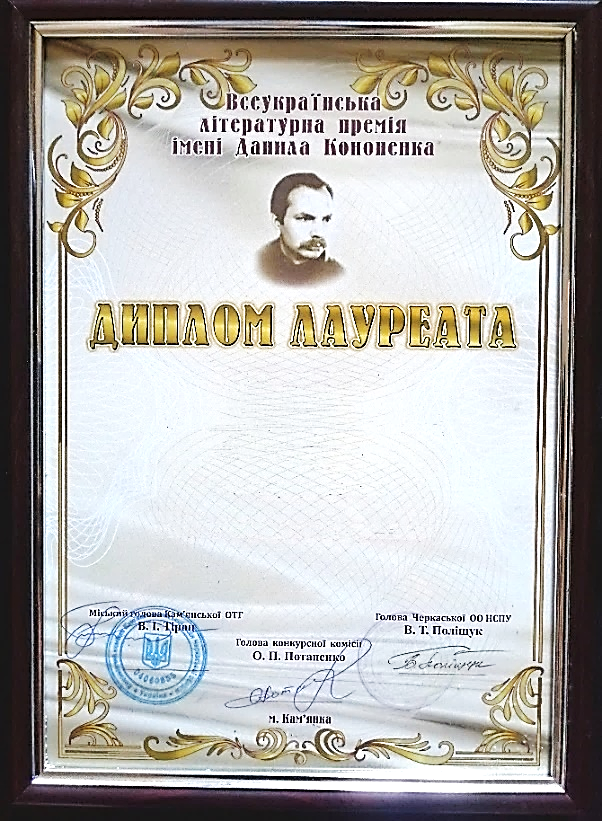 Всеукраїнська
літературна премія
імені Данила Кононенка
ДИПЛОМ ЛАУРЕАТА
Міський голова Кам'янської ОТГ
В. І. Тірон
Голова конкурсної комісії
О. П. Потапенко
Голова Черкаської ОО НСПУ
В. Т. Поліщук
м. Кам'янка